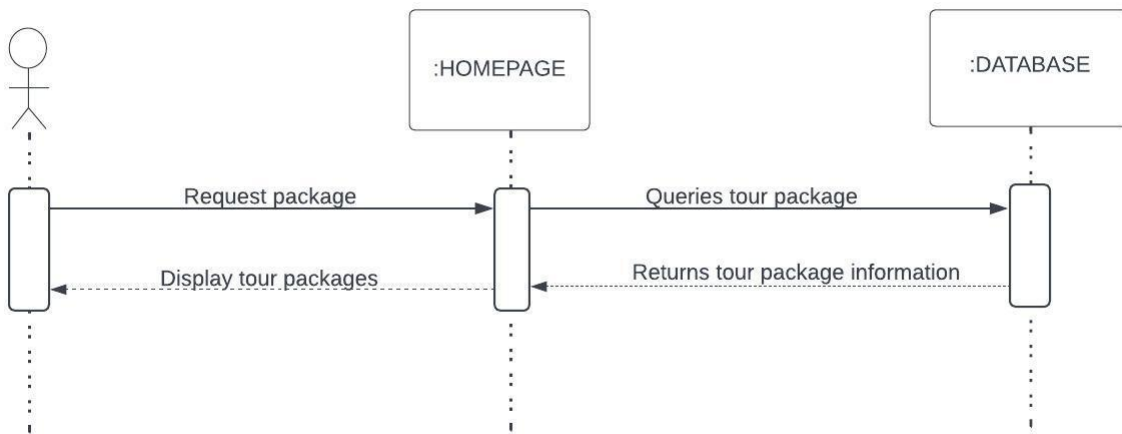 :HOMEPAGE
:DATABASE
Request package
Queries tour package
Display tour packages
Returns tour package information